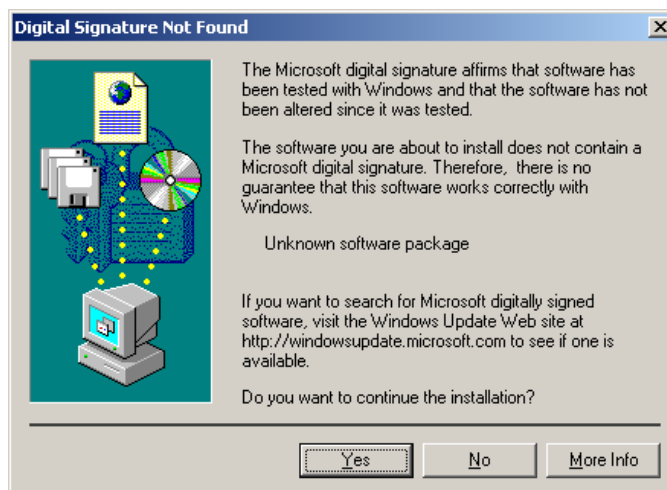 Digital Signature Not Found
The Microsoft digital signature affirms that software has
been tested with Windows and that the software has not
been altered since it was tested.
The software you are about to install does not contain a
Microsoft digital signature. Therefore,  there is no
guarantee that this software works correctly with
Windows.
Unknown software package
If you want to search for Microsoft digitally signed
software, visit the Windows Update Web site at
http://windowsupdate.microsoft.com to see if one is
available.
Do you want to continue the installation?
Yes
No
More Info